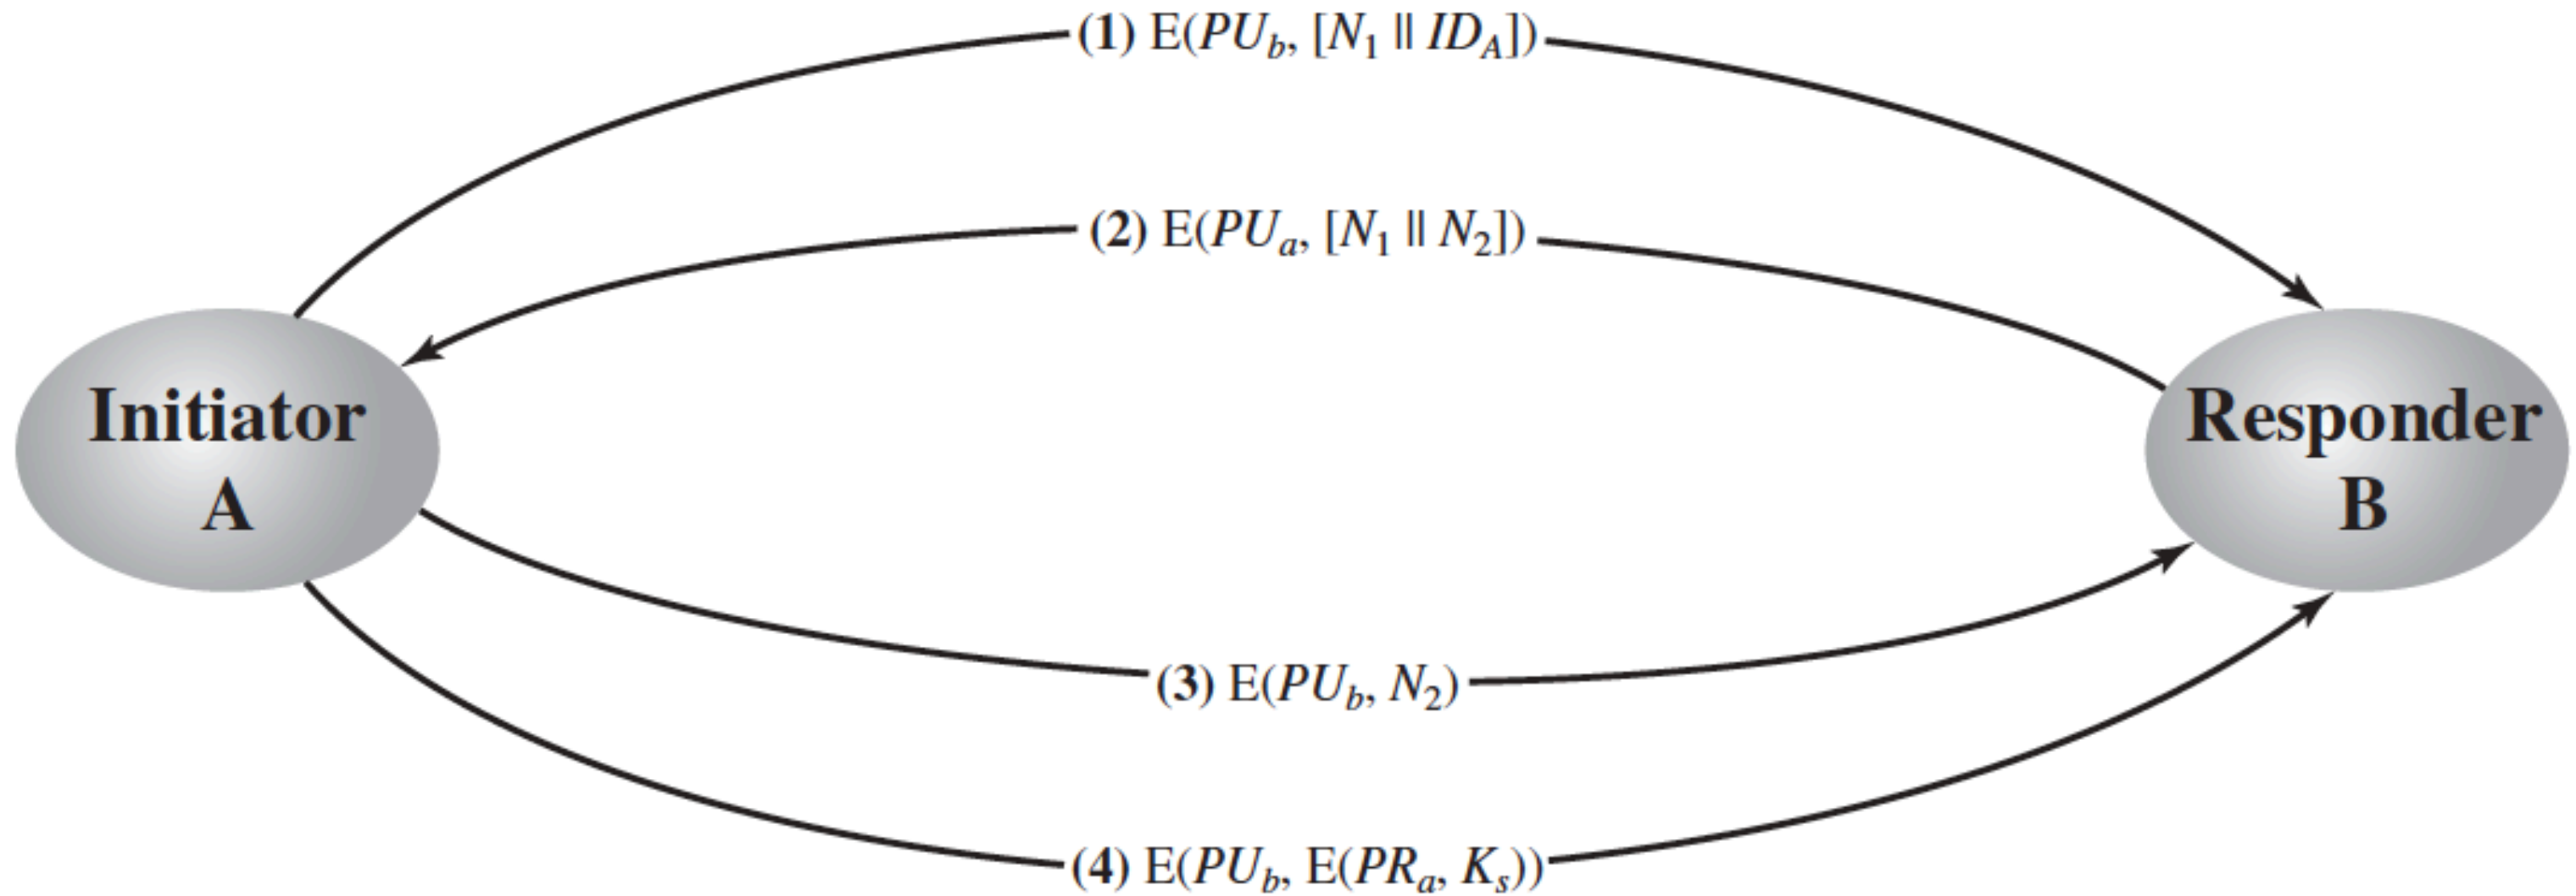 (1) E(PU_b, [N_1 || ID_A])
(2) E(PU_a, [N_1 || N_2])
Initiator
A
Responder
B
(3) E(PU_b, N_2)
(4) E(PU_b, E(PR_a, K_s))